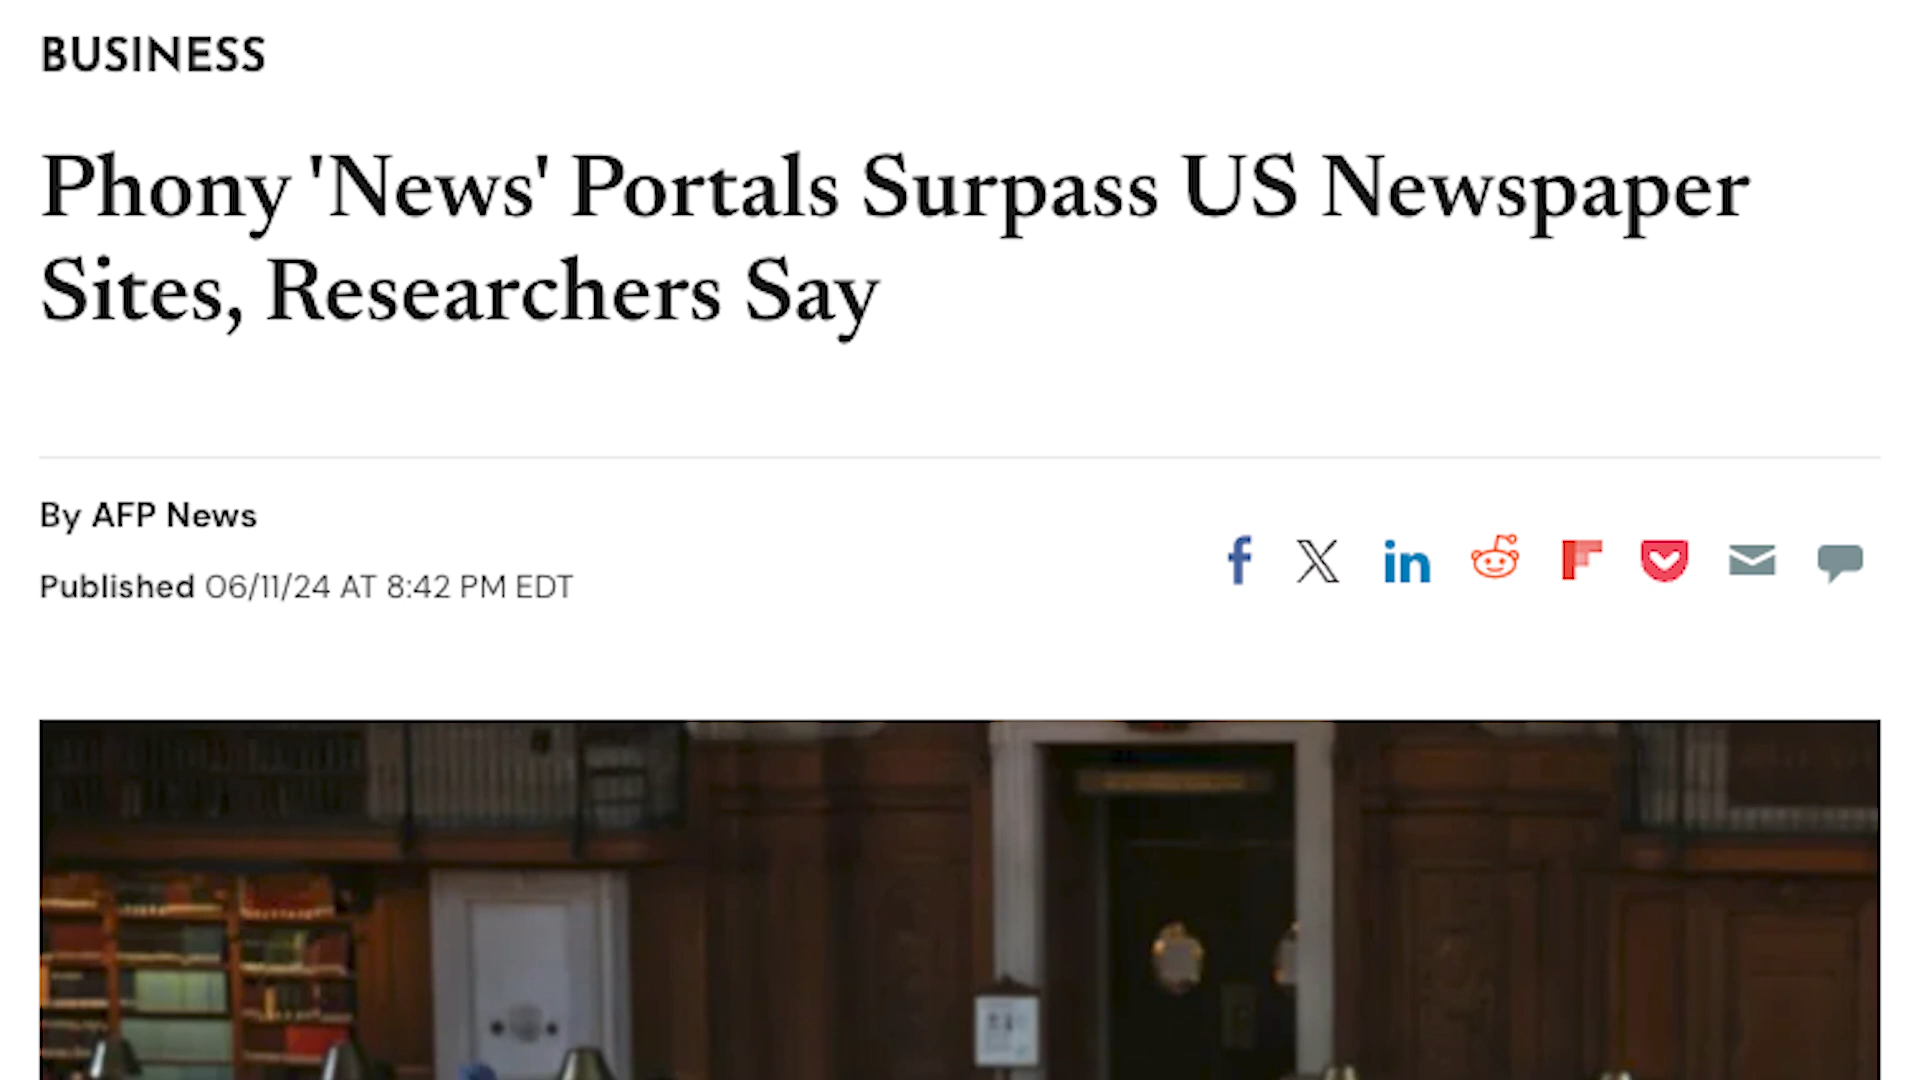 BUSINESS
Phony 'News' Portals Surpass US Newspaper
Sites, Researchers Say
By AFP News
Published 06/11/24 AT 8:42 PM EDT